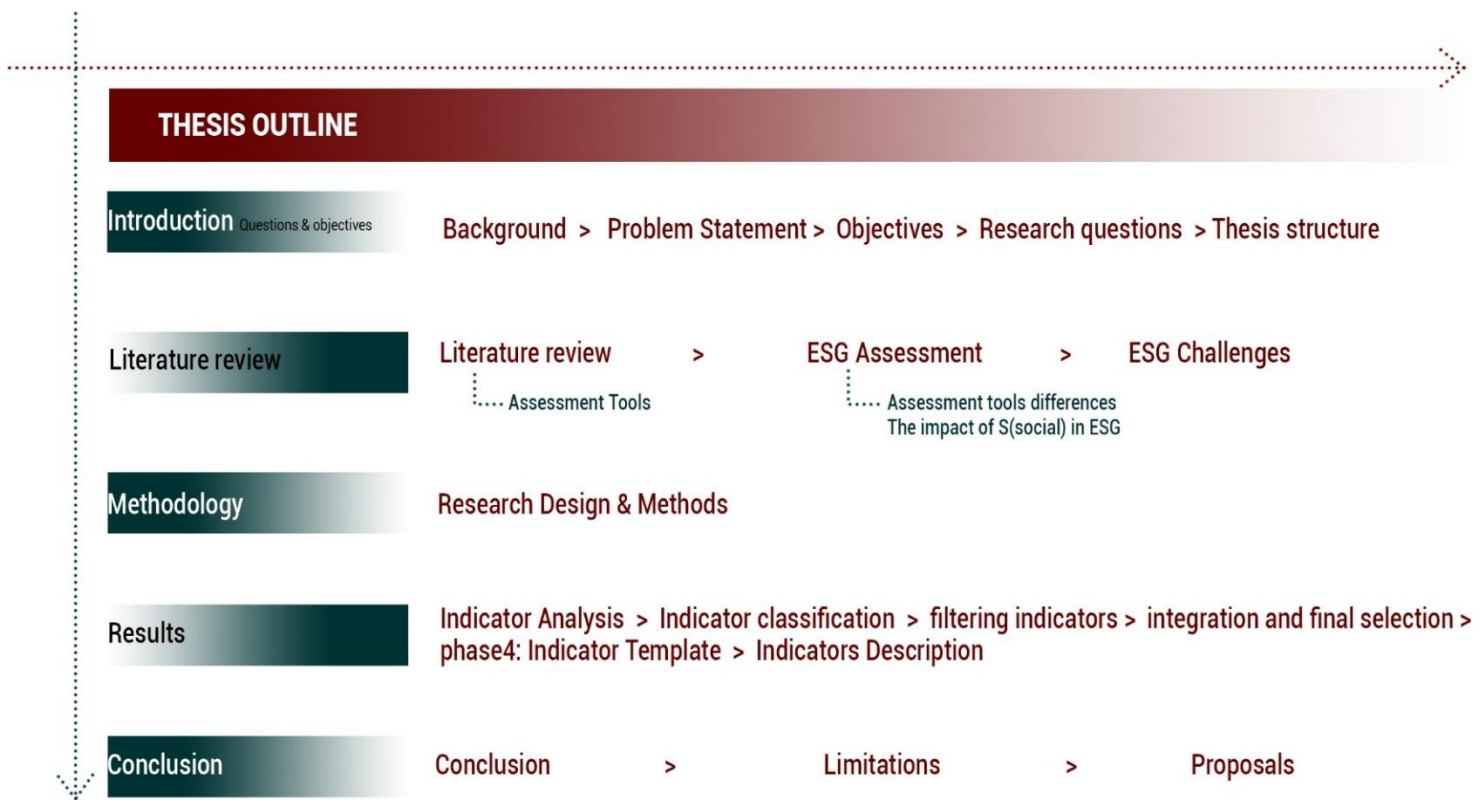 THESIS OUTLINE
Introduction Questions & objectives
Background > Problem Statement > Objectives > Research questions > Thesis structure
Literature review
Literature review > ESG Assessment > ESG Challenges
Assessment Tools
Assessment tools differences
The impact of S(social) in ESG
Methodology
Research Design & Methods
Results
Indicator Analysis > Indicator classification > filtering indicators > integration and final selection >
phase4: Indicator Template > Indicators Description
Conclusion
Conclusion > Limitations > Proposals